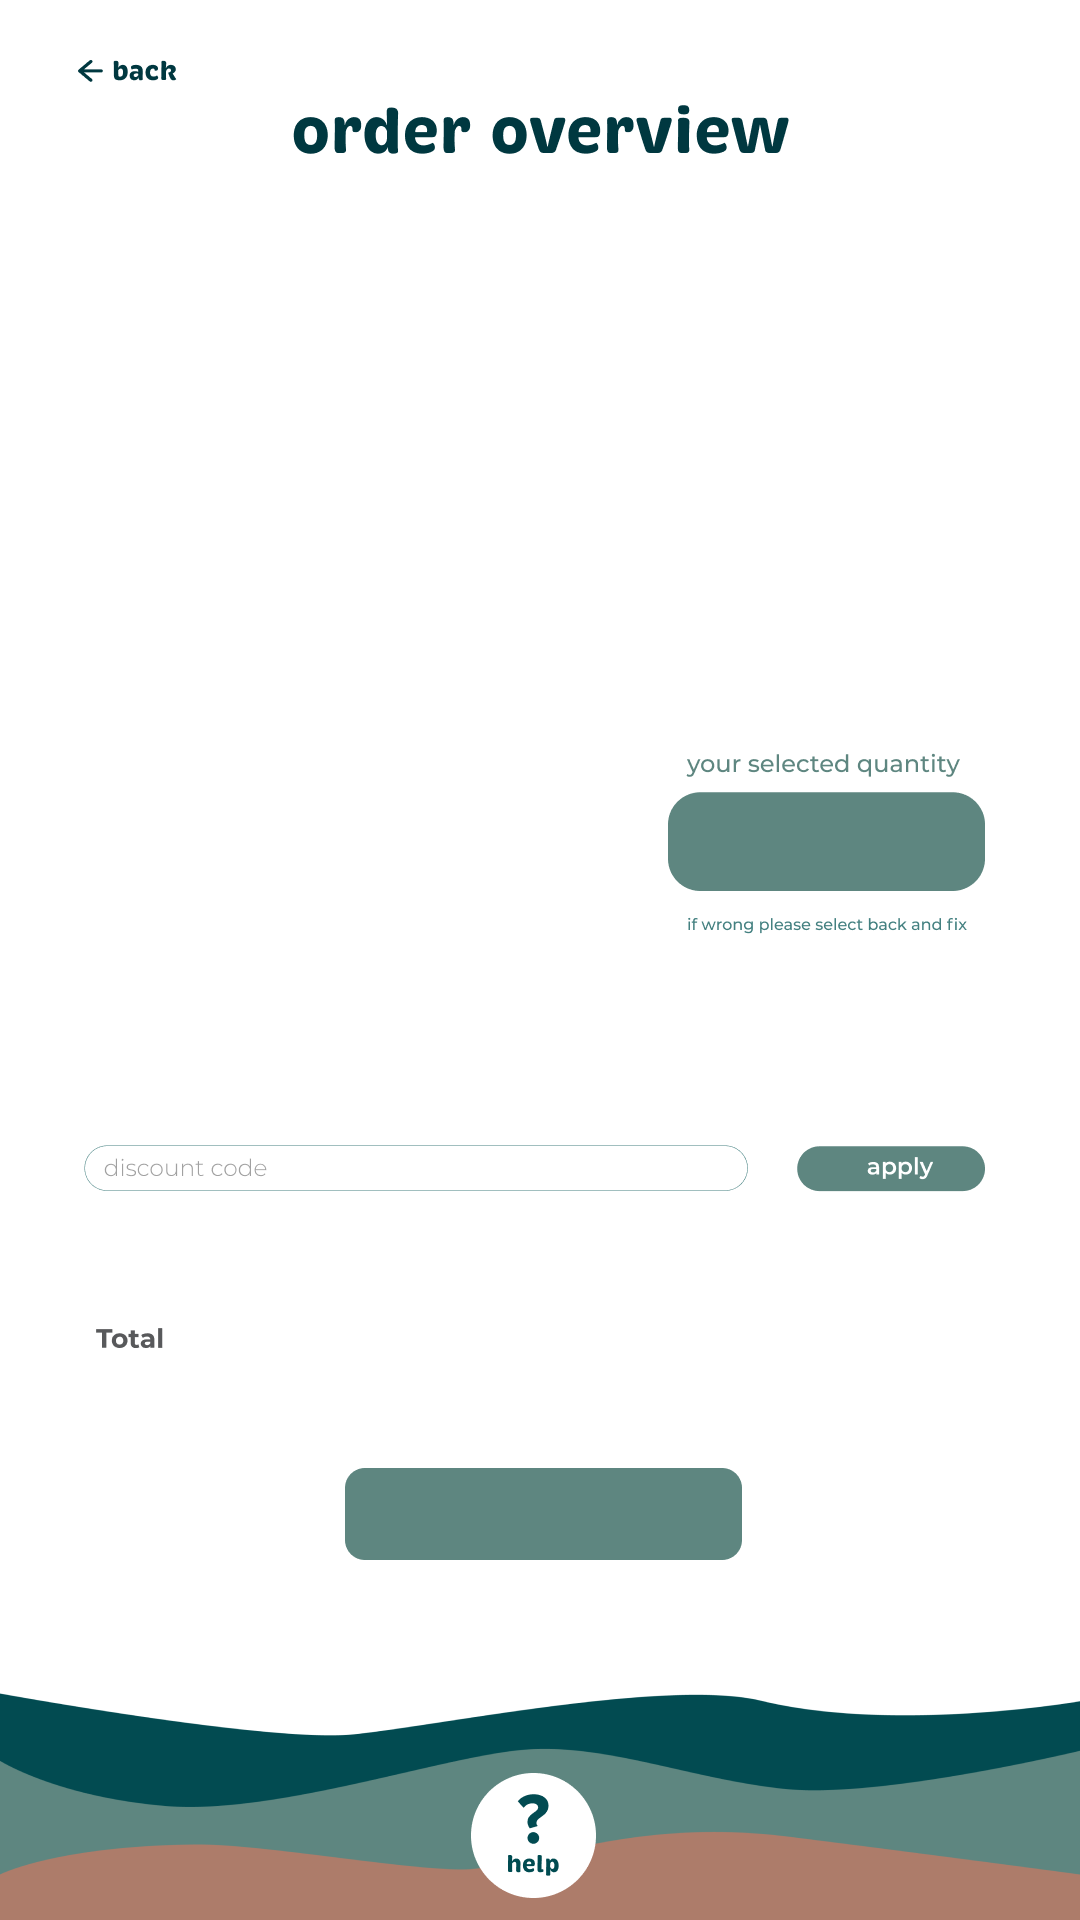 back
order overview
your selected quantity
if wrong please select back and fix
discount code
apply
Total
?
help